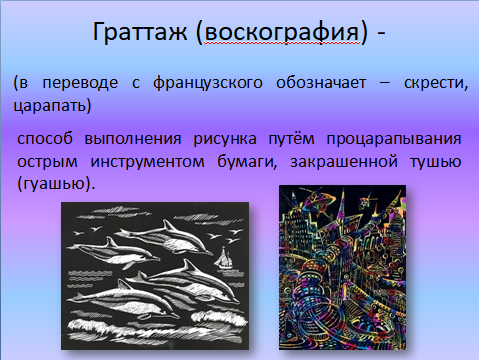 Граттаж (воскография) -
(в переводе с французского обозначает – скрести,
царапать)
способ выполнения рисунка путём процарапывания
острым инструментом бумаги, закрашенной тушью
(гуашью).